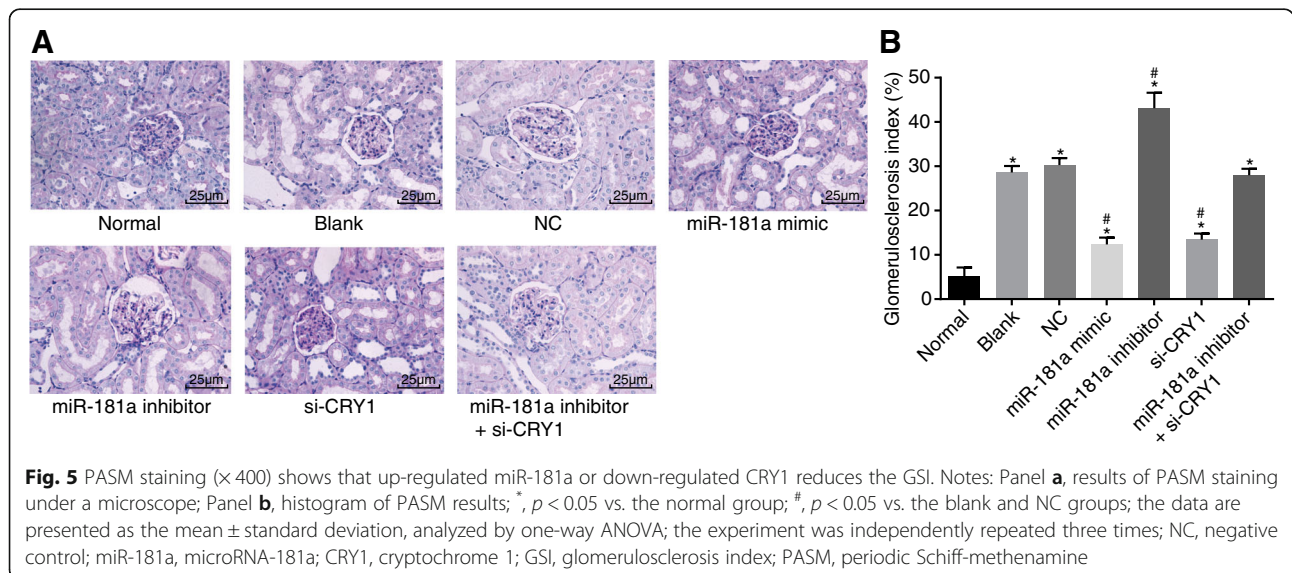 A
25μm
25μm
25μm
25μm
Normal
Blank
NC
miR-181a mimic
25μm
25μm
25μm
miR-181a inhibitor
si-CRY1
miR-181a inhibitor
+ si-CRY1
B
Glomerulosclerosis index (%)
50
40
30
20
10
0
*
*
#
*
#
*
#
*
*
Normal
Blank
NC
miR-181a mimic
miR-181a inhibitor
si-CRY1
miR-181a inhibitor
+ si-CRY1
Fig. 5 PASM staining (× 400) shows that up-regulated miR-181a or down-regulated CRY1 reduces the GSI. Notes: Panel a, results of PASM staining
under a microscope; Panel b, histogram of PASM results; *, p < 0.05 vs. the normal group; #, p < 0.05 vs. the blank and NC groups; the data are
presented as the mean ± standard deviation, analyzed by one-way ANOVA; the experiment was independently repeated three times; NC, negative
control; miR-181a, microRNA-181a; CRY1, cryptochrome 1; GSI, glomerulosclerosis index; PASM, periodic Schiff-methenamine